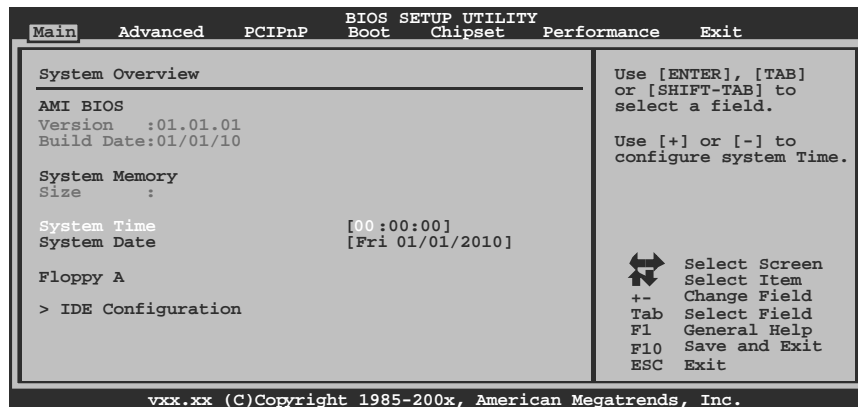 BIOS SETUP UTILITY
Main Advanced PCIPnP Boot Chipset Performance Exit
System Overview
AMI BIOS
Version :01.01.01
Build Date:01/01/10
System Memory
Size :
System Time [00:00:00]
System Date [Fri 01/01/2010]
Floppy A
> IDE Configuration
Use [ENTER], [TAB]
or [SHIFT-TAB] to
select a field.
Use [+] or [-] to
configure system Time.
Select Screen
Select Item
+- Change Field
Tab Select Field
F1 General Help
F10 Save and Exit
ESC Exit
vxx.xx (C)Copyright 1985-200x, American Megatrends, Inc.